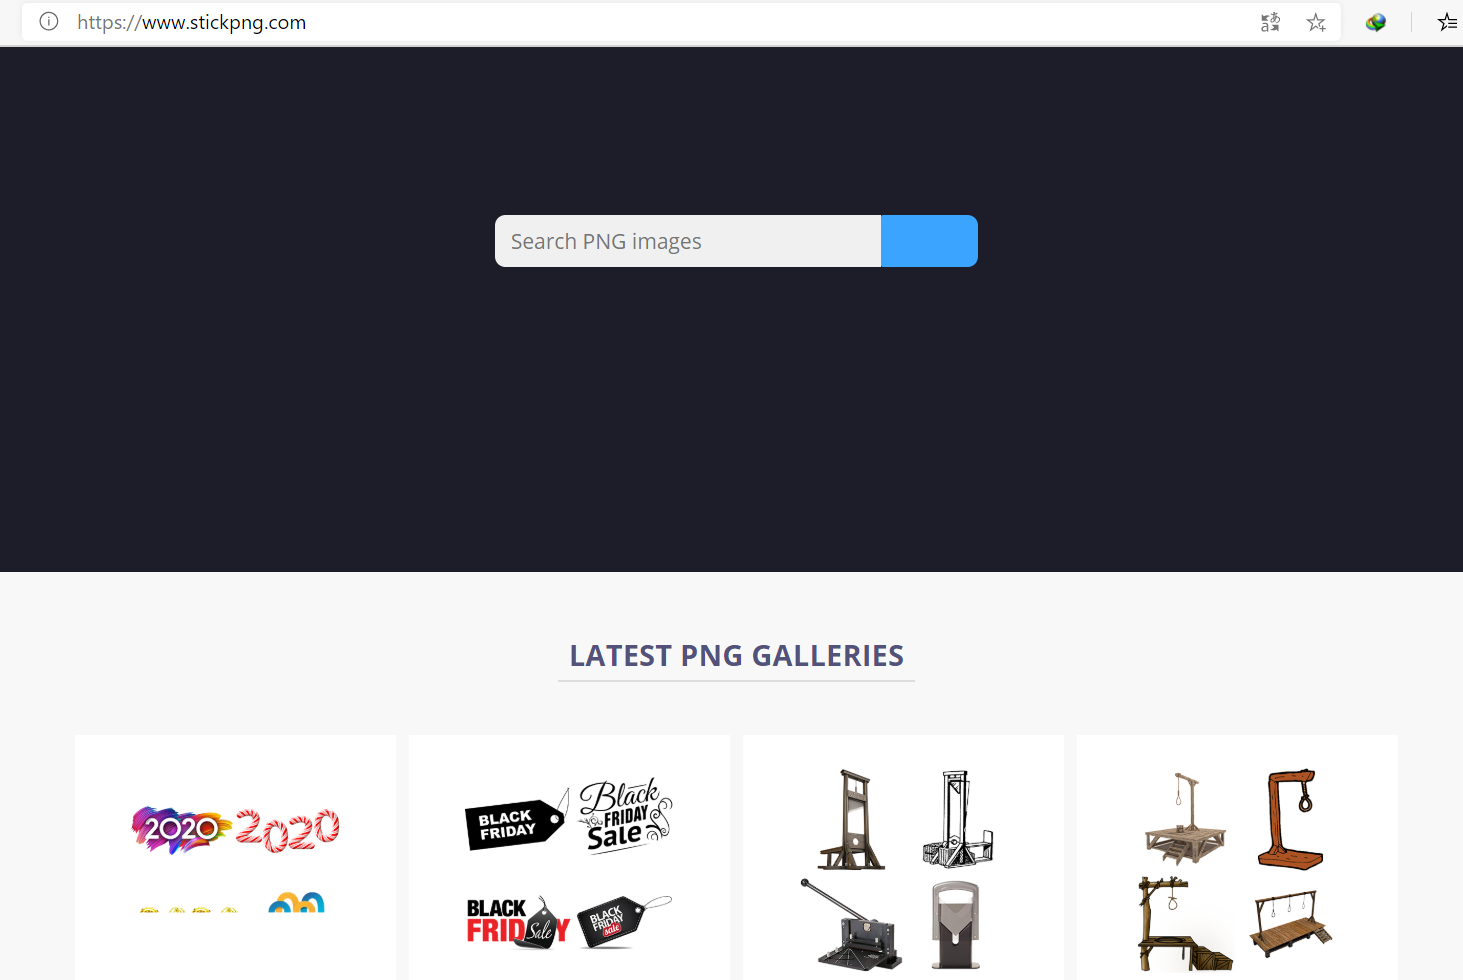 https://www.stickpng.com
Search PNG images
LATEST PNG GALLERIES
2020
2020
BLACK
FRIDAY
Black
FRIDAY
Sale
BLACK
FRIDAY
Sale
BLACK
FRIDAY
sale